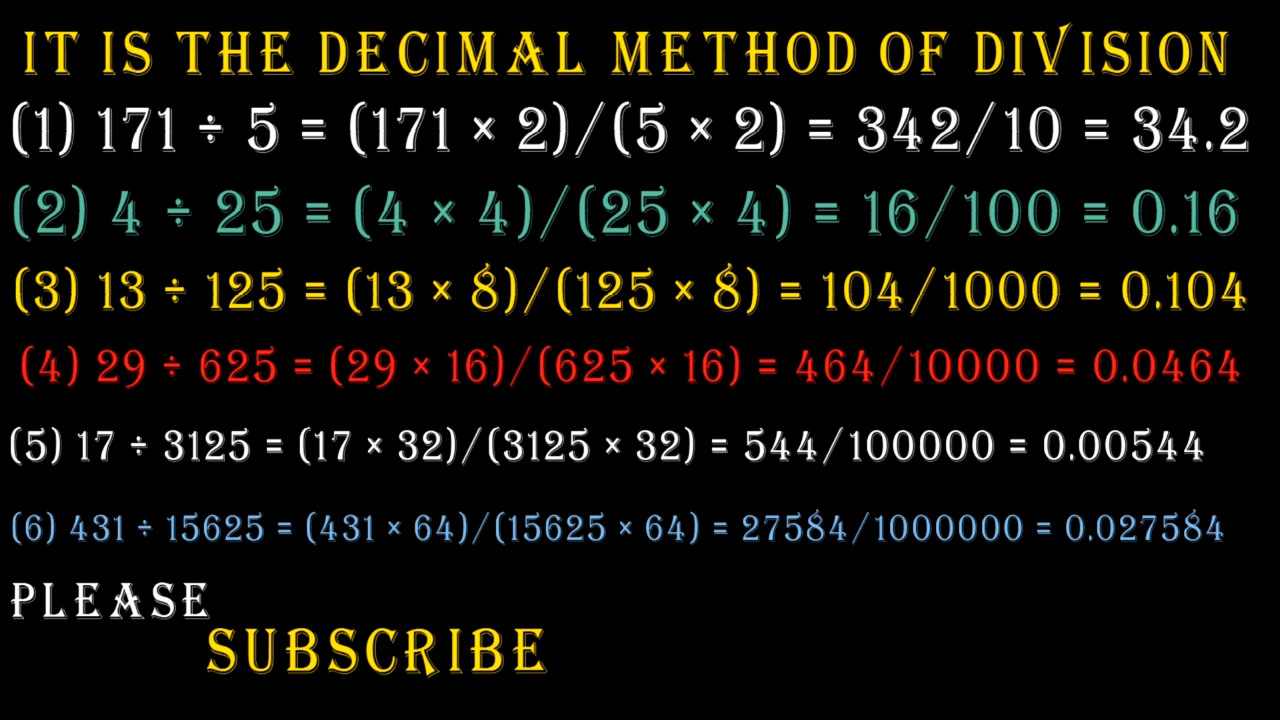 IT IS THE DECIMAL METHOD OF DIVISION
(1) 171 ÷ 5 = (171 × 2)/(5 × 2) = 342/10 = 34.2
(2) 4 ÷ 25 = (4 × 4)/(25 × 4) = 16/100 = 0.16
(3) 13 ÷ 125 = (13 × 8)/(125 × 8) = 104/1000 = 0.104
(4) 29 ÷ 625 = (29 × 16)/(625 × 16) = 464/10000 = 0.0464
(5) 17 ÷ 3125 = (17 × 32)/(3125 × 32) = 544/100000 = 0.00544
(6) 431 ÷ 15625 = (431 × 64)/(15625 × 64) = 27584/1000000 = 0.027584
PLEASE
SUBSCRIBE